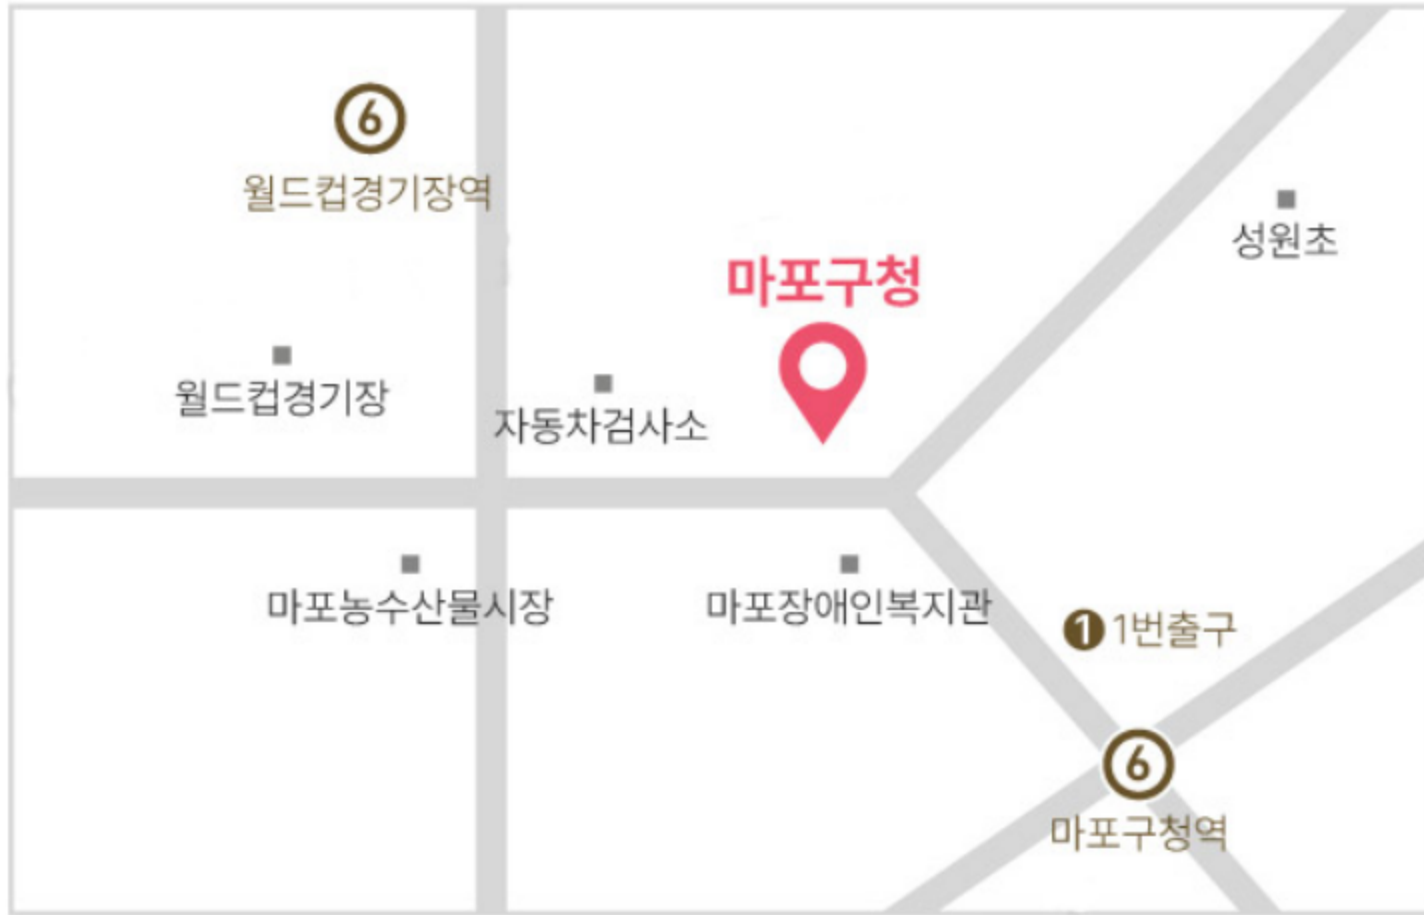 6
월드컵경기장역
성원초
마포구청
월드컵경기장
자동차검사소
마포농수산물시장
마포장애인복지관
1 1번출구
6
마포구청역